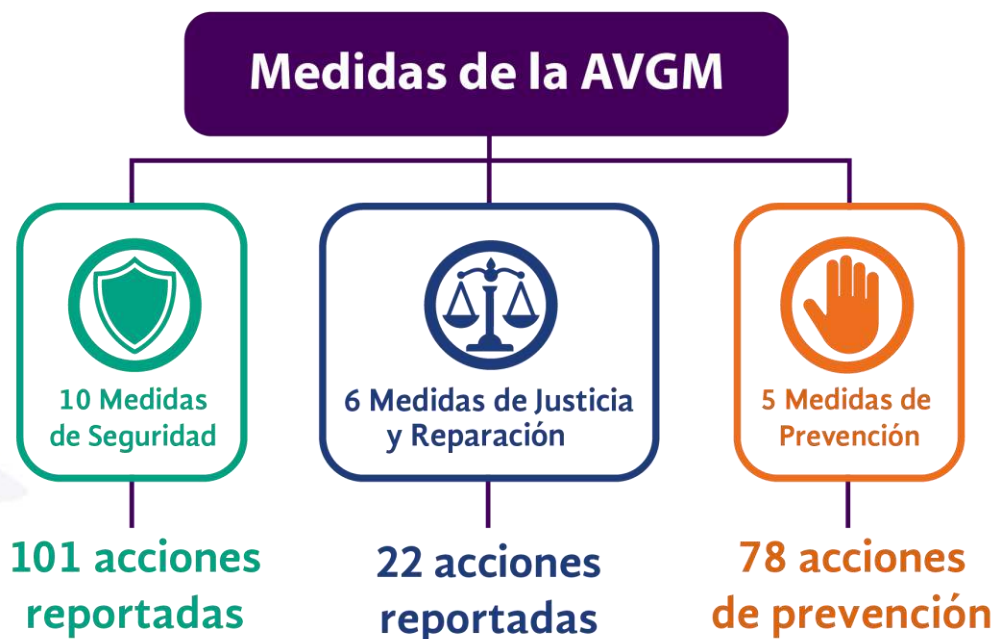 Medidas de la AVGM
10 Medidas
de Seguridad
6 Medidas de Justicia
y Reparación
5 Medidas de
Prevención
101 acciones
reportadas
22 acciones
reportadas
78 acciones
de prevención